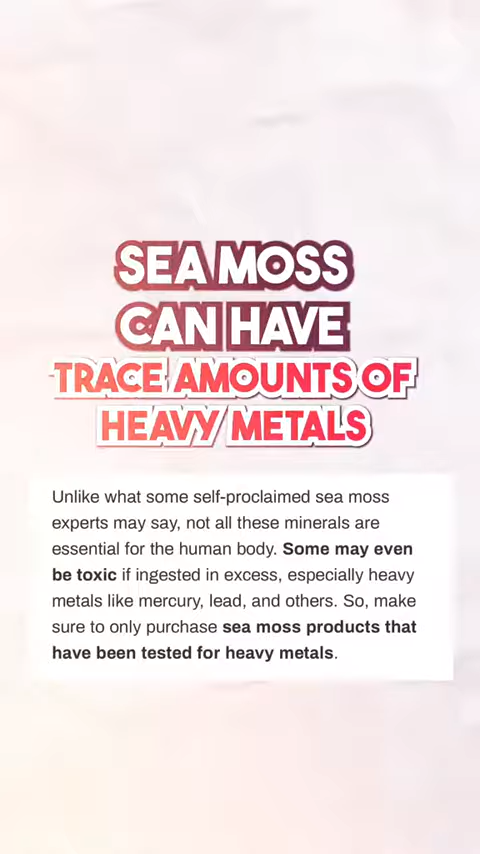 SEA MOSS
CAN HAVE
TRACE AMOUNTS OF
HEAVY METALS
Unlike what some self-proclaimed sea moss
experts may say, not all these minerals are
essential for the human body. Some may even
be toxic if ingested in excess, especially heavy
metals like mercury, lead, and others. So, make
sure to only purchase sea moss products that
have been tested for heavy metals.